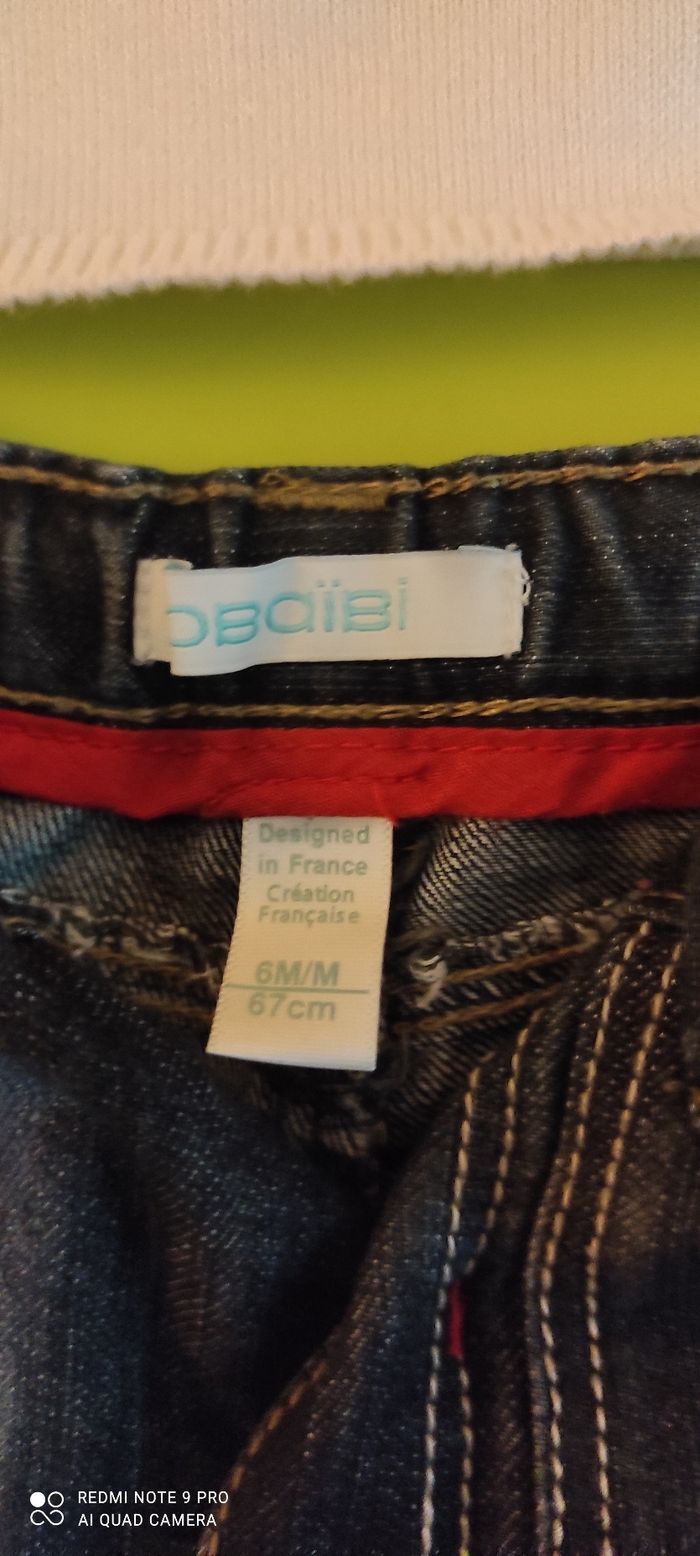 obaïbi
Designed
in France
Création
Française
6M/M
67cm
REDMI NOTE 9 PRO
AI QUAD CAMERA